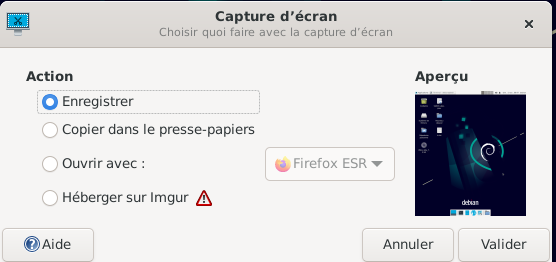 Capture d’écran
Choisir quoi faire avec la capture d’écran
Action
Aperçu
Enregistrer
Copier dans le presse-papiers
Ouvrir avec :
Firefox ESR
Héberger sur Imgur
debian
Aide
Annuler
Valider